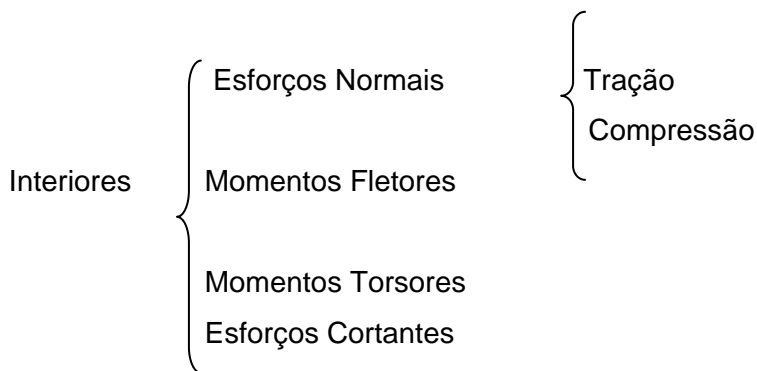 Esforços Normais
Tração
Compressão
Interiores
Momentos Fletores
Momentos Torsores
Esforços Cortantes